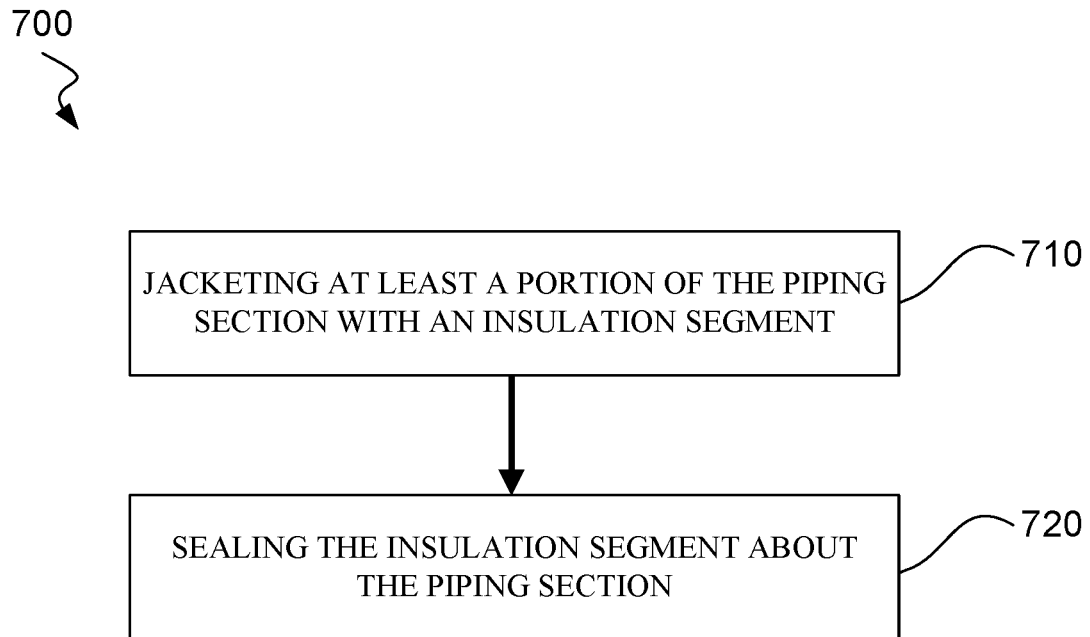 700
JACKETING AT LEAST A PORTION OF THE PIPING
SECTION WITH AN INSULATION SEGMENT
710
SEALING THE INSULATION SEGMENT ABOUT
THE PIPING SECTION
720